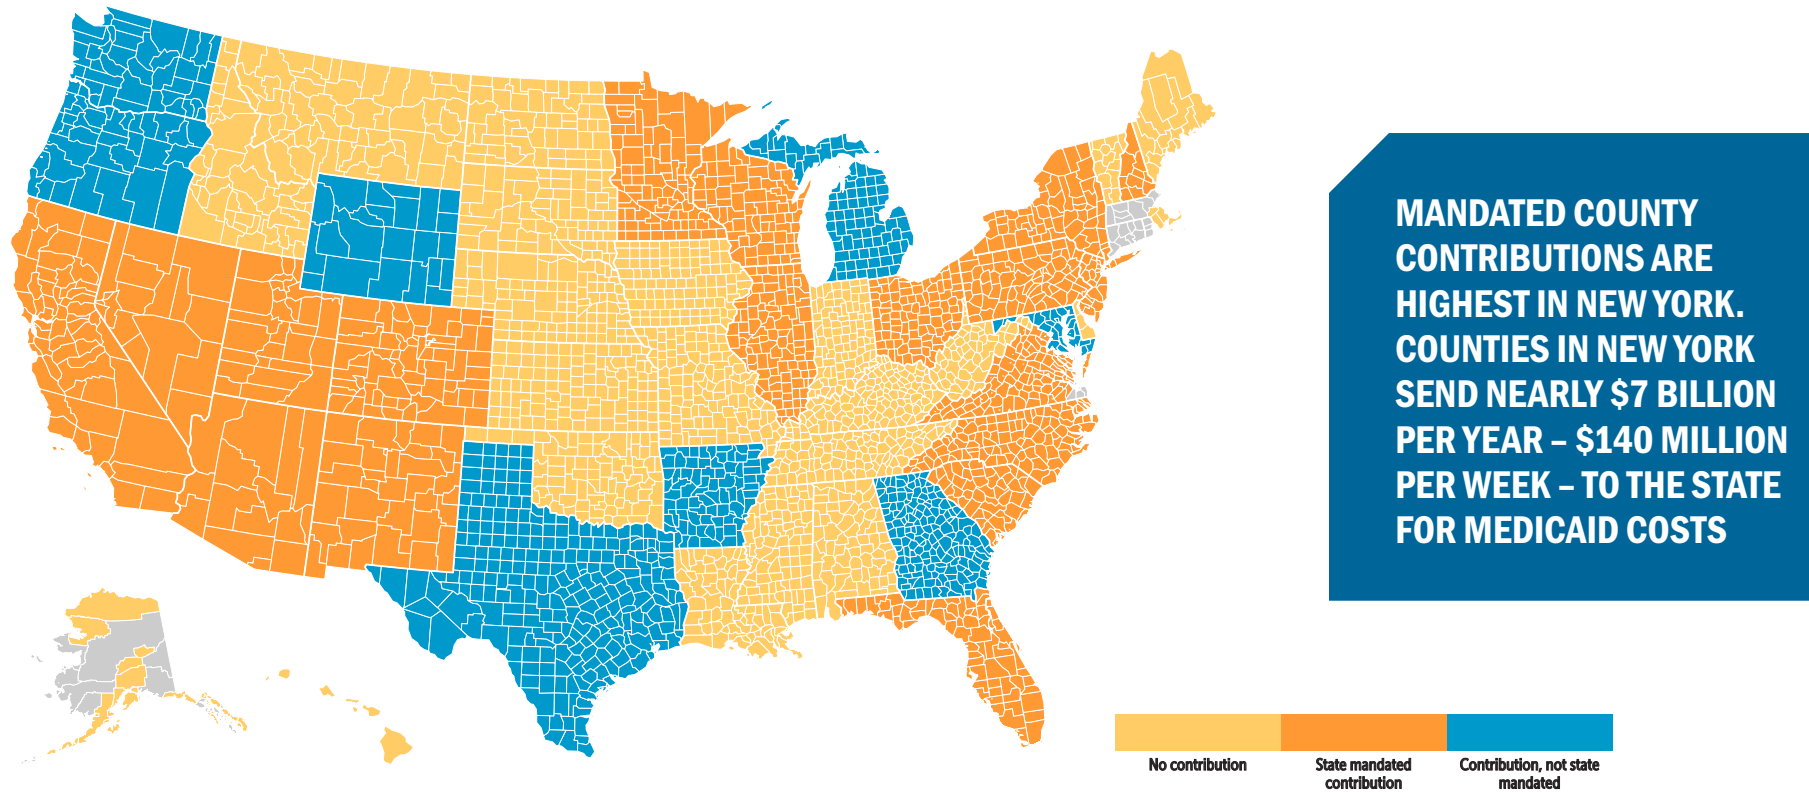 MANDATED COUNTY
CONTRIBUTIONS ARE
HIGHEST IN NEW YORK.
COUNTIES IN NEW YORK
SEND NEARLY $7 BILLION
PER YEAR – $140 MILLION
PER WEEK – TO THE STATE
FOR MEDICAID COSTS
No contribution
State mandated
contribution
Contribution, not state
mandated